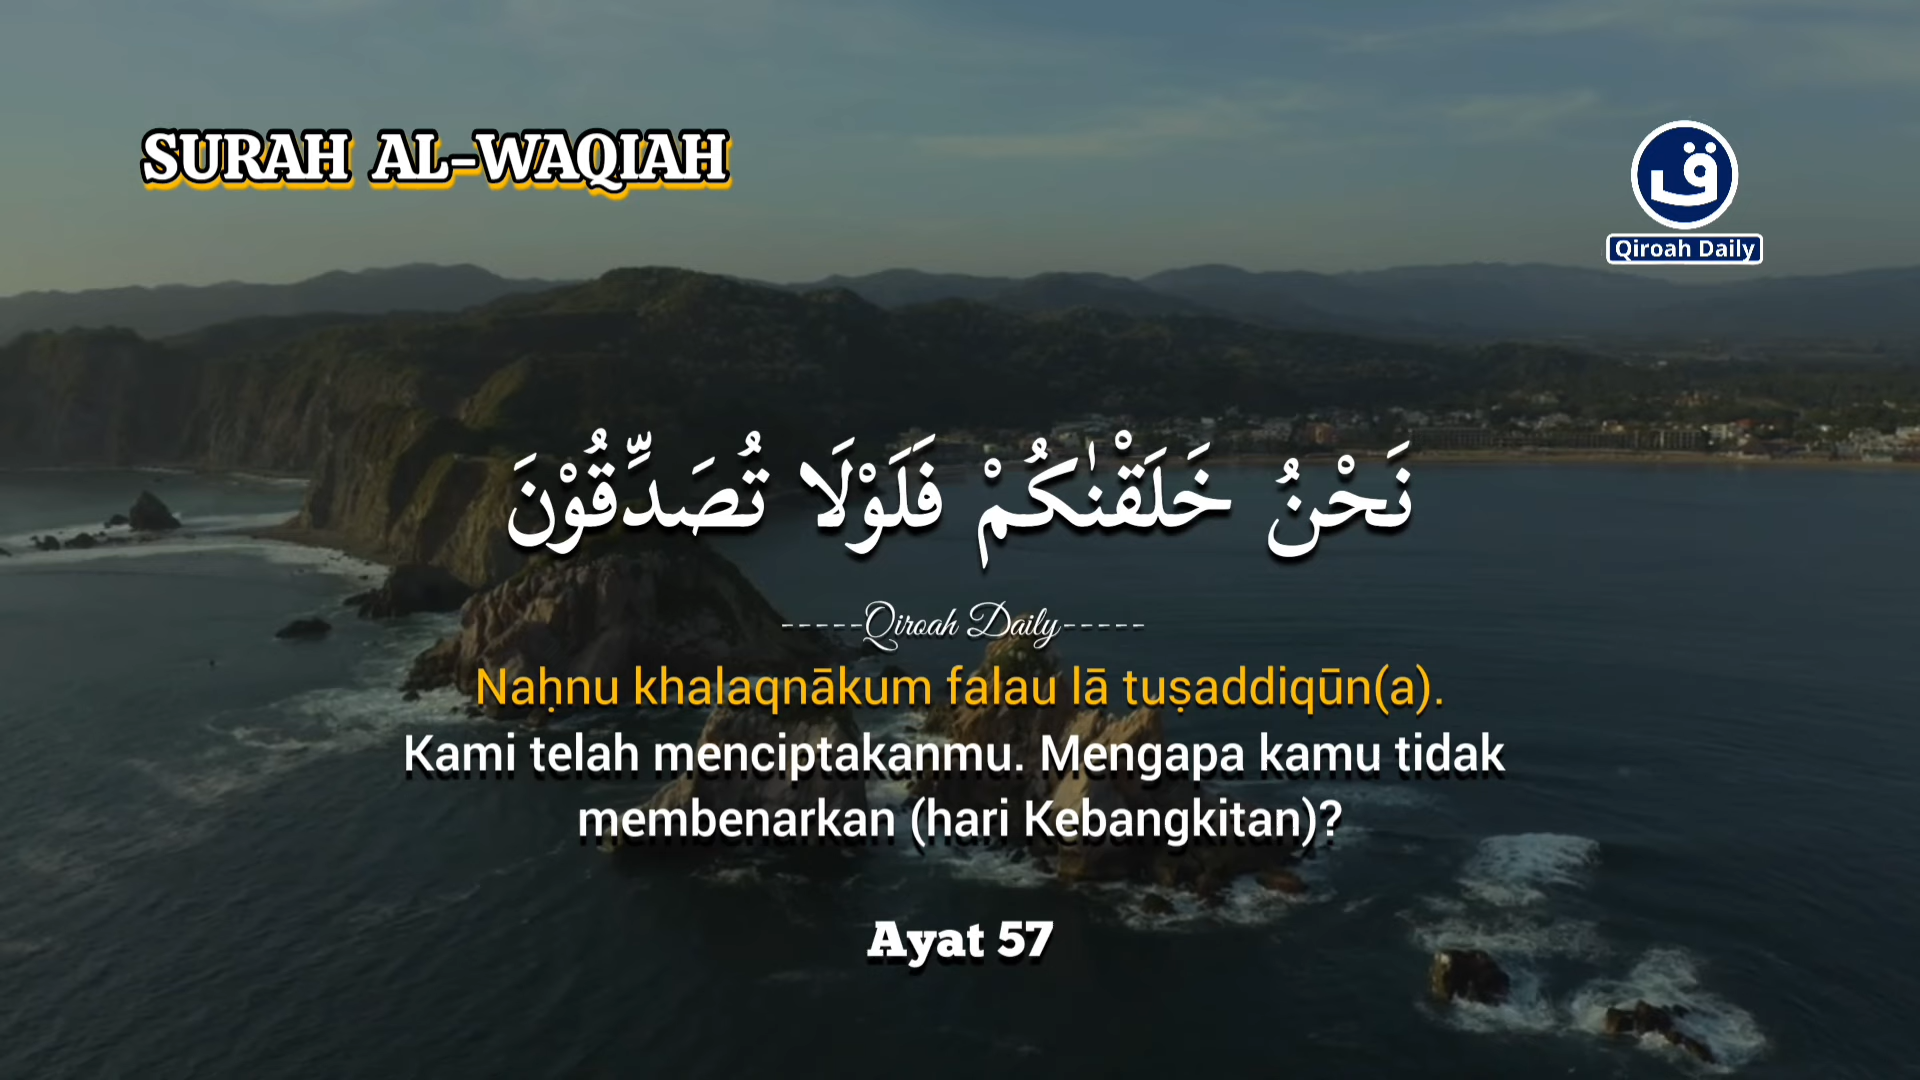 SURAH AL-WAQIAH
ق
Qiroah Daily
نَحْنُ خَلَقْنٰكُمْ فَلَوْلَا تُصَدِّقُوْنَ
-----Qiroah Daily-----
Naḥnu khalaqnākum falau lā tuṣaddiqūn(a).
Kami telah menciptakanmu. Mengapa kamu tidak
membenarkan (hari Kebangkitan)?
Ayat 57